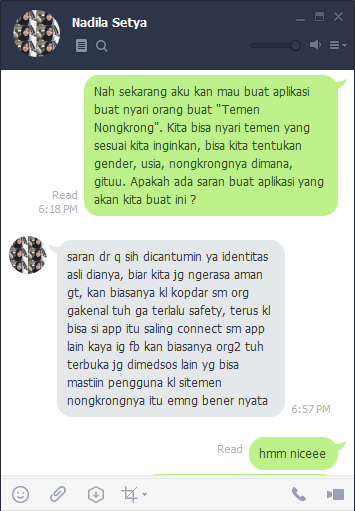 Nadila Setya
Nah sekarang aku kan mau buat aplikasi
buat nyari orang buat "Temen
Nongkrong". Kita bisa nyari temen yang
sesuai kita inginkan, bisa kita tentukan
gender, usia, nongkrongnya dimana,
gituu. Apakah ada saran buat aplikasi yang
akan kita buat ini ?
Read
6:18 PM
saran dr q sih dicantumin ya identitas
asli dianya, biar kita jg ngerasa aman
gt, kan biasanya kl kopdar sm org
gakenal tuh ga terlalu safety, terus kl
bisa si app itu saling connect sm app
lain kaya ig fb kan biasanya org2 tuh
terbuka jg dimedsos lain yg bisa
mastiin pengguna kl sitemen
nongkrongnya itu emng bener nyata
6:57 PM
Read
hmm niceee